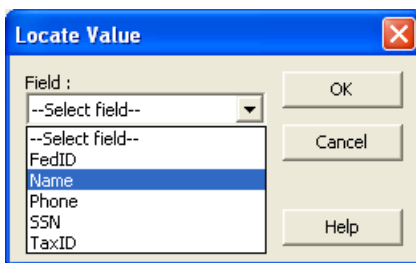 Locate Value
Field :
--Select field--
--Select field--
FedID
Name
Phone
SSN
TaxID
OK
Cancel
Help